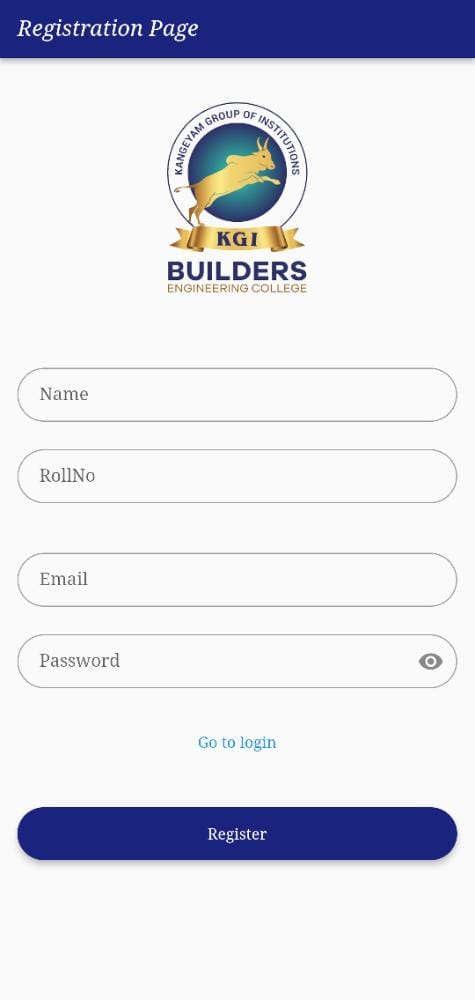 Registration Page
KANGEYAM GROUP OF INSTITUTIONS
KGI
BUILDERS
ENGINEERING COLLEGE
Name
RollNo
Email
Password
Go to login
Register